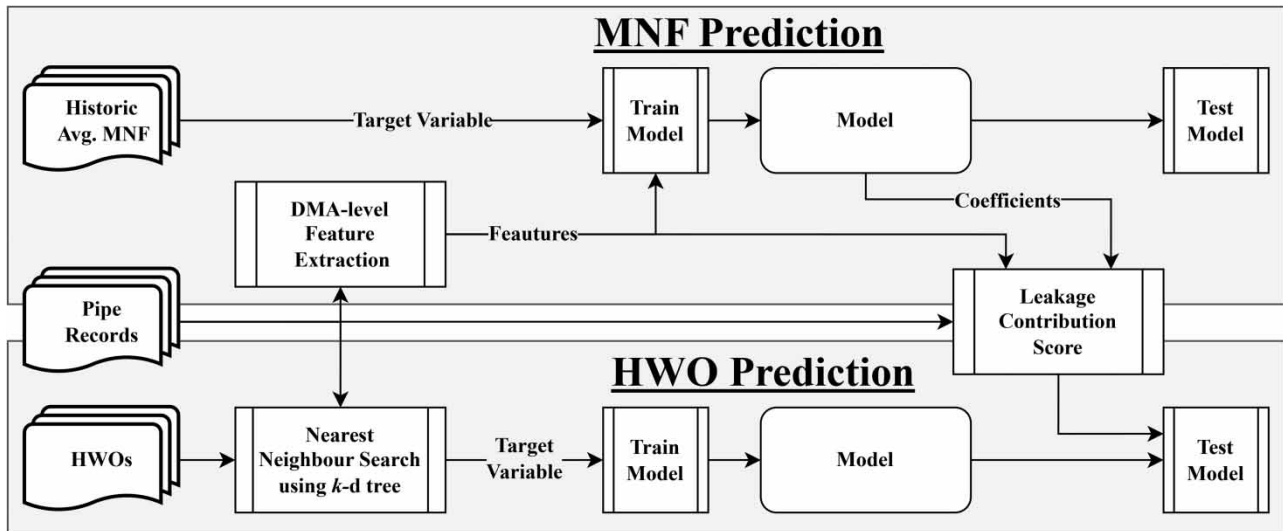 MNF Prediction
Historic
Avg. MNF
Target Variable
Train
Model
Model
Test
Model
DMA-level
Feature
Extraction
Feautures
Coefficients
Pipe
Records
Leakage
Contribution
Score
HWO Prediction
HWOs
Nearest
Neighbour Search
using k-d tree
Target
Variable
Train
Model
Model
Test
Model